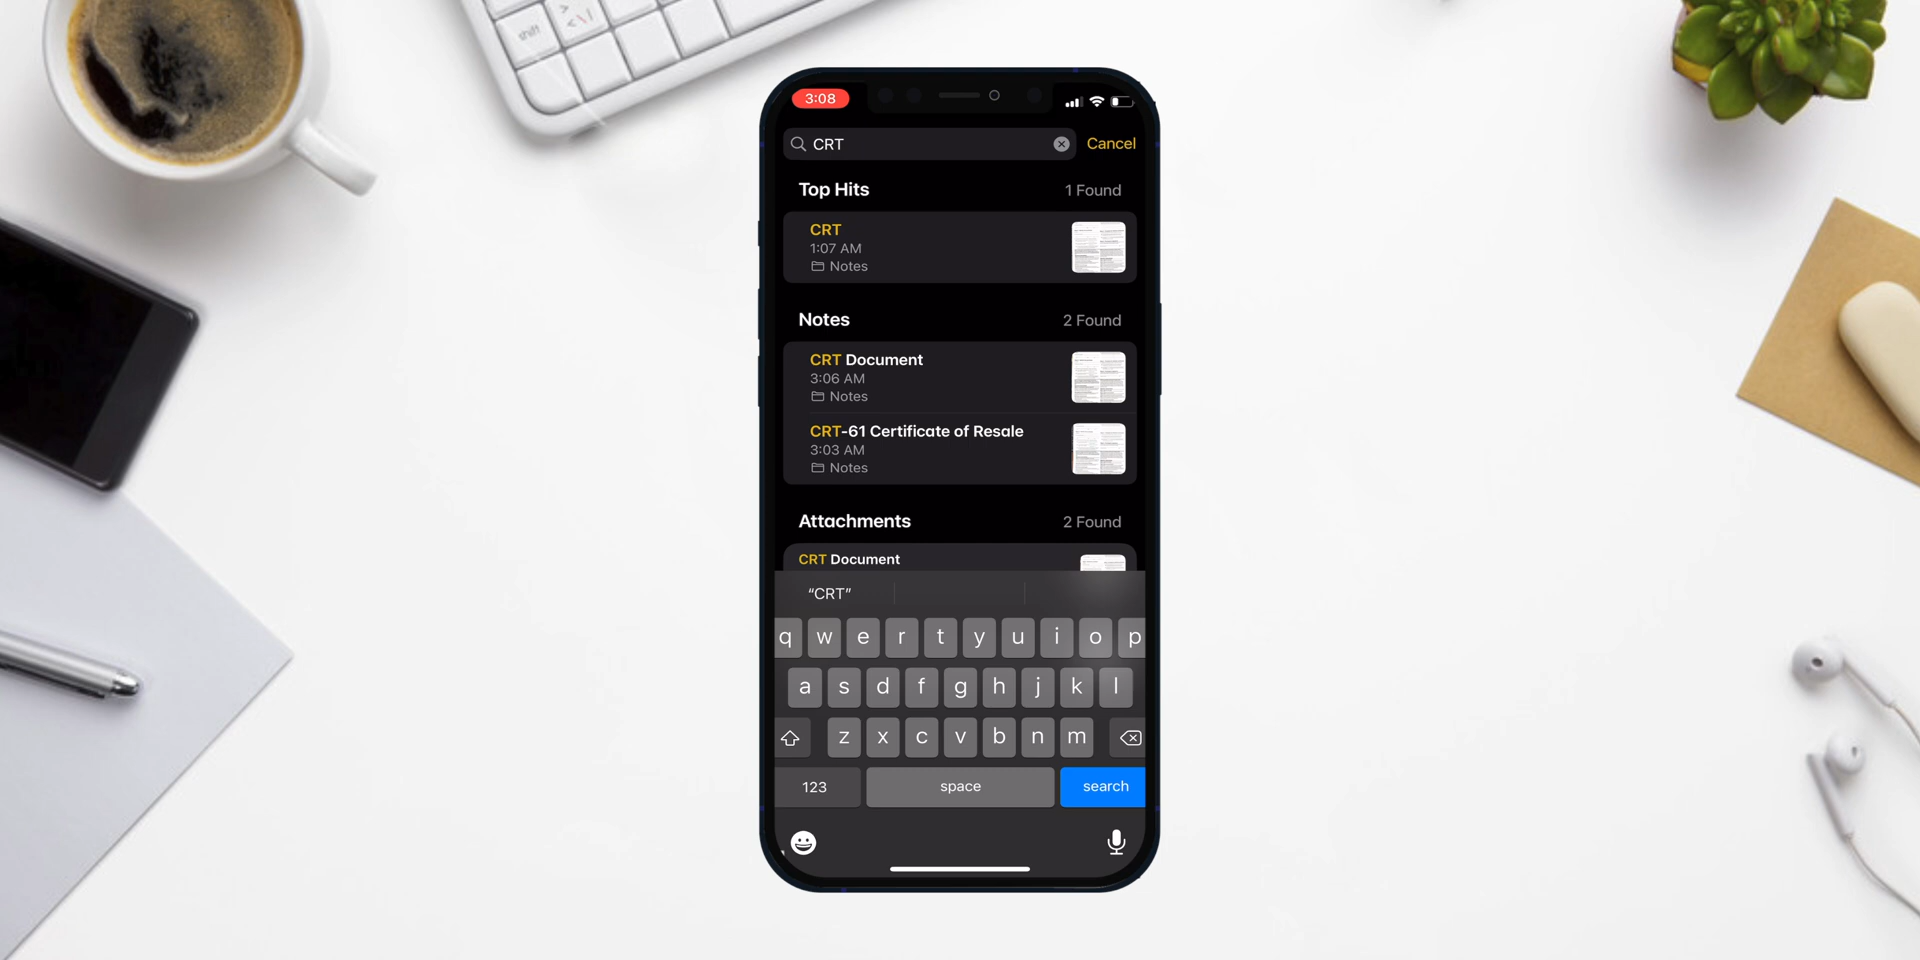 shift
3:08
CRT
Cancel
Top Hits
1 Found
CRT
1:07 AM
Notes
Notes
2 Found
CRT Document
3:06 AM
Notes
CRT-61 Certificate of Resale
3:03 AM
Notes
Attachments
2 Found
CRT Document
“CRT”
q w e r t y u i o p
a s d f g h j k l
z x c v b n m
123
space
search